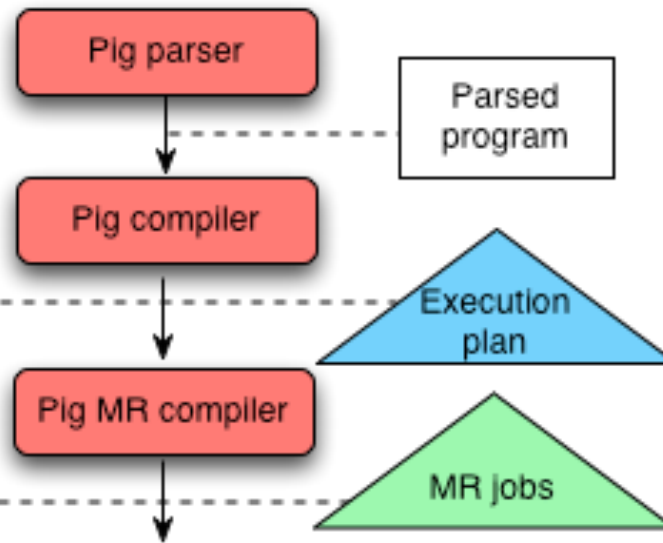 Pig parser
Parsed
program
Pig compiler
Execution
plan
Pig MR compiler
MR jobs